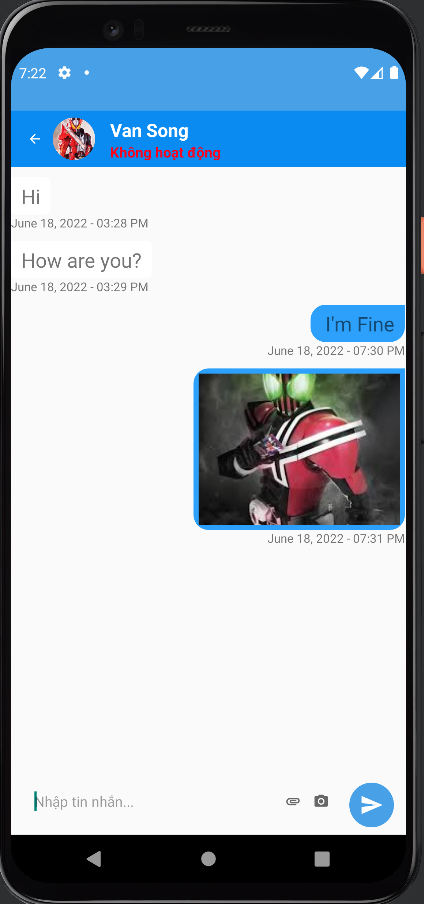 7:22
Van Song
Không hoạt động
Hi
June 18, 2022 - 03:28 PM
How are you?
June 18, 2022 - 03:29 PM
I'm Fine
June 18, 2022 - 07:30 PM
June 18, 2022 - 07:31 PM
Nhập tin nhắn...